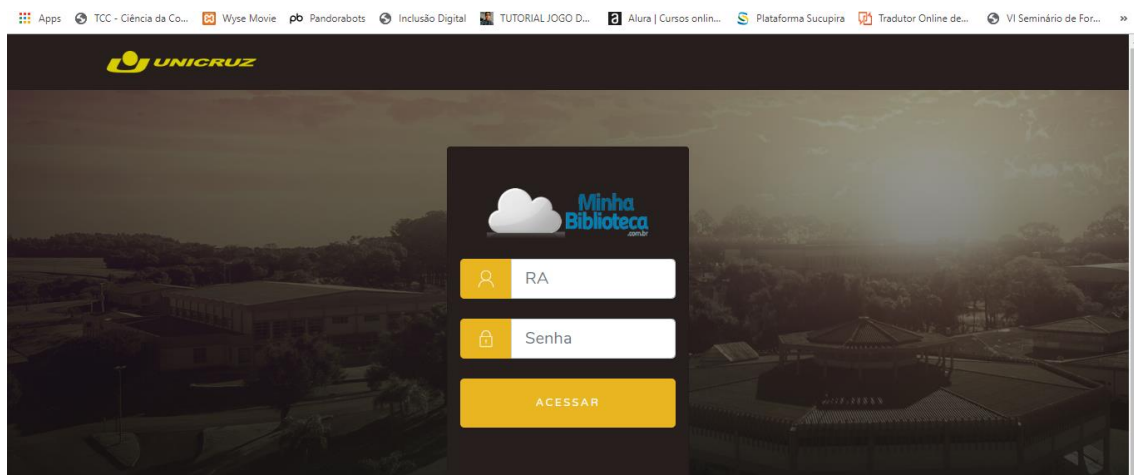 Apps TCC - Ciência da Co... Wyse Movie pb Pandorabots Inclusão Digital TUTORIAL JOGO D... a Alura | Cursos onlin... Plataforma Sucupira Tradutor Online de... VI Seminário de For... »
UNICRUZ
Minha
Biblioteca
.com.br
RA
Senha
ACESSAR